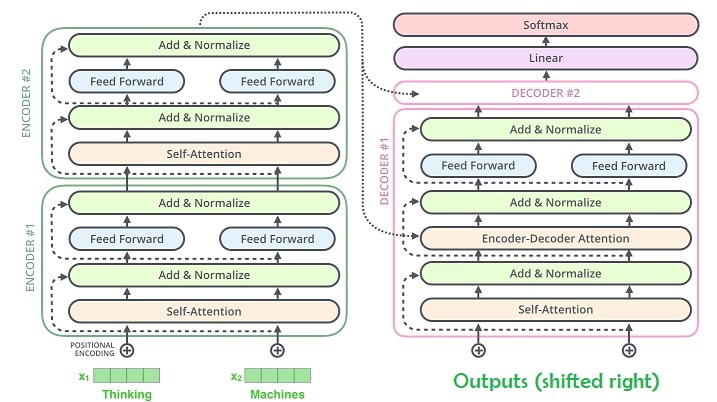 ENCODER #2
Add & Normalize
Feed Forward
Feed Forward
Add & Normalize
Self-Attention
ENCODER #1
Add & Normalize
Feed Forward
Feed Forward
Add & Normalize
Self-Attention
POSITIONAL
ENCODING
x1
Thinking
x2
Machines
Softmax
Linear
DECODER #2
DECODER #1
Add & Normalize
Feed Forward
Feed Forward
Add & Normalize
Encoder-Decoder Attention
Add & Normalize
Self-Attention
Outputs (shifted right)